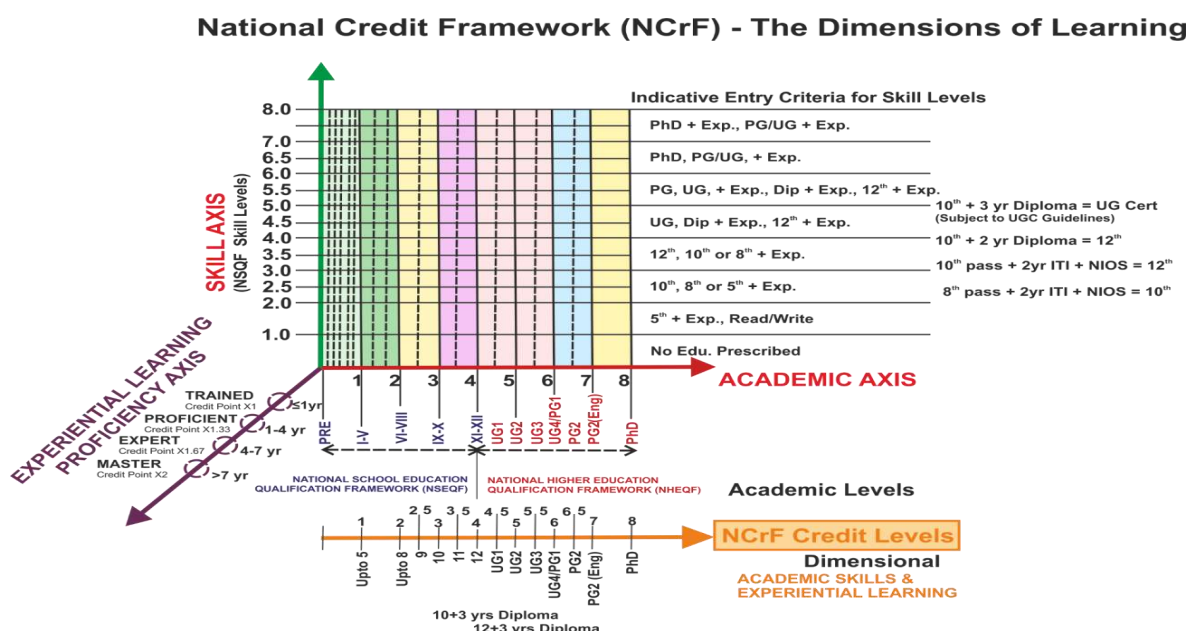 National Credit Framework (NCrF) - The Dimensions of Learning
Indicative Entry Criteria for Skill Levels
SKILL AXIS
(NSQF Skill Levels)
8.0
7.0
6.5
6.0
5.5
5.0
4.5
4.0
3.5
3.0
2.5
2.0
1.0
PhD + Exp., PG/UG + Exp.
PhD, PG/UG, + Exp.
PG, UG, + Exp., Dip + Exp., 12th + Exp.
UG, Dip + Exp., 12th + Exp.
12th, 10th or 8th + Exp.
10th, 8th or 5th + Exp.
5th + Exp., Read/Write
No Edu. Prescribed
10th + 3 yr Diploma = UG Cert
(Subject to UGC Guidelines)
10th + 2 yr Diploma = 12th
10th pass + 2yr ITI + NIOS = 12th
8th pass + 2yr ITI + NIOS = 10th
1 2 3 4 5 6 7 8
ACADEMIC AXIS
EXPERIENTIAL LEARNING
PROFICIENCY AXIS
TRAINED
Credit Point X1
≤1yr
PROFICIENT
Credit Point X1.33
1-4 yr
EXPERT
Credit Point X1.67
4-7 yr
MASTER
Credit Point X2
>7 yr
PRE I-V VI-VIII IX-X XI-XII UG1 UG2 UG3 UG4/PG1 PG2 PG2(Eng) PhD
NATIONAL SCHOOL EDUCATION
QUALIFICATION FRAMEWORK (NSEQF)
NATIONAL HIGHER EDUCATION
QUALIFICATION FRAMEWORK (NHEQF)
Academic Levels
2 5 3 5 4 5 5 5 6 5
1 2 3 4 5 5 6 7 8
Upto 5 Upto 8 9 10 11 12 UG1 UG2 UG3 UG4/PG1 PG2 PG2 (Eng) PhD
NCrF Credit Levels
Dimensional
ACADEMIC SKILLS &
EXPERIENTIAL LEARNING
10+3 yrs Diploma
12+3 yrs Diploma